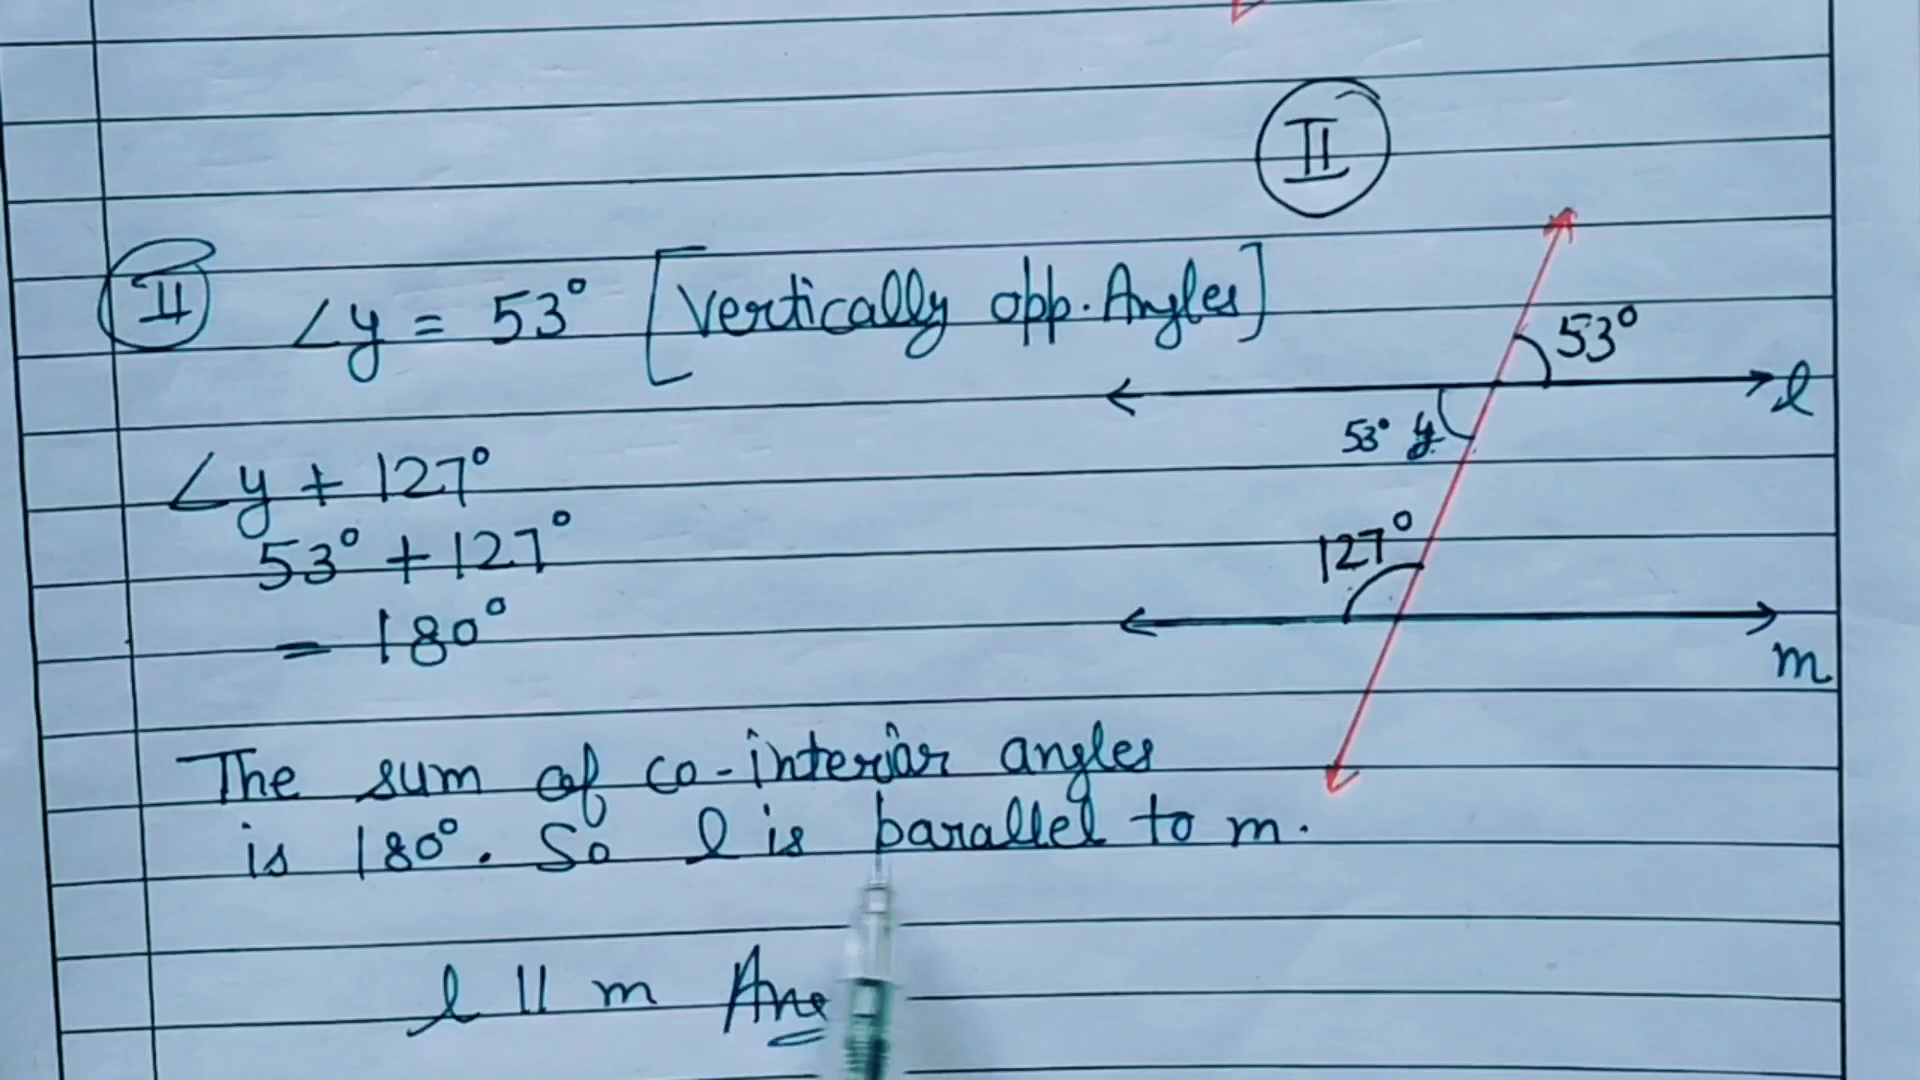 II
II ∠y = 53° [Vertically opp. Angles]
53°
l
53° y
∠y + 127°
53° + 127°
127°
= 180°
m
The sum of co-interior angles
is 180°. So l is parallel to m.
l || m Ans